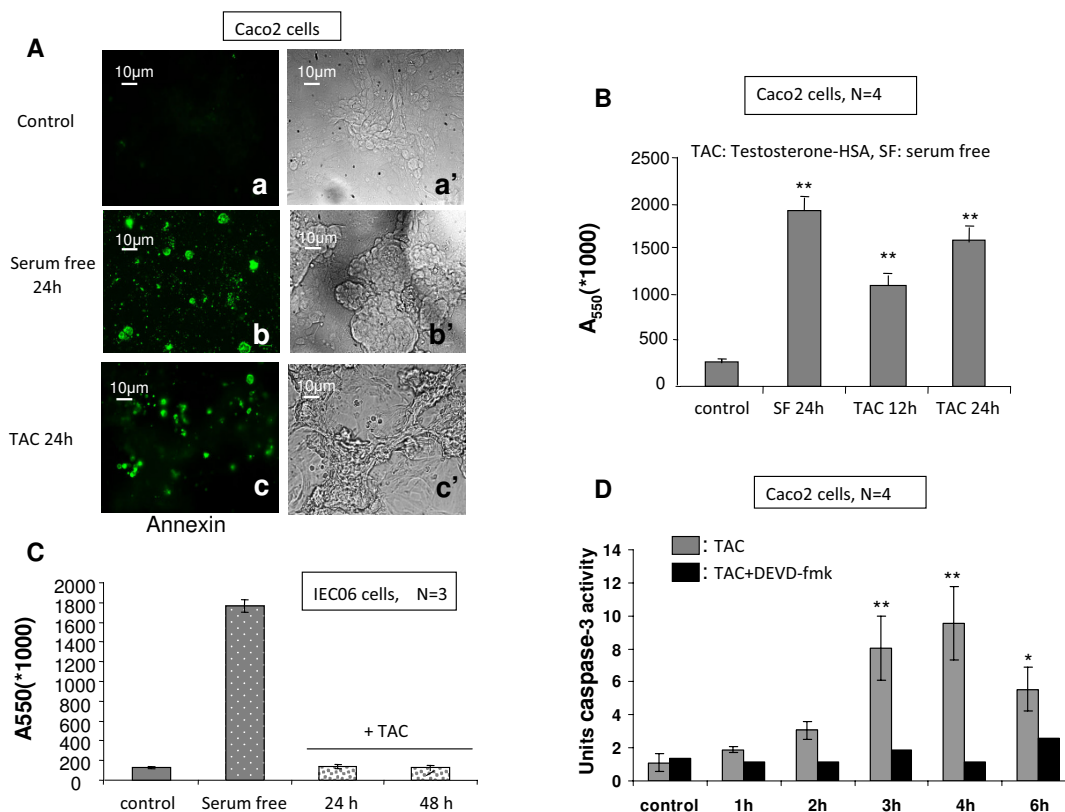 Caco2 cells
A
10µm
10µm
Control
a
a'
10µm
10µm
Serum free
24h
b
b'
10µm
10µm
TAC 24h
c
c'
Annexin
B
Caco2 cells, N=4
TAC: Testosterone-HSA, SF: serum free
A550(*1000)
2500
2000
1500
1000
500
0
**
**
**
control SF 24h TAC 12h TAC 24h
C
IEC06 cells, N=3
A550(*1000)
2000
1800
1600
1400
1200
1000
800
600
400
200
0
+ TAC
control Serum free 24 h 48 h
D
Caco2 cells, N=4
: TAC
: TAC+DEVD-fmk
Units caspase-3 activity
14
12
10
8
6
4
2
0
**
**
*
control 1h 2h 3h 4h 6h